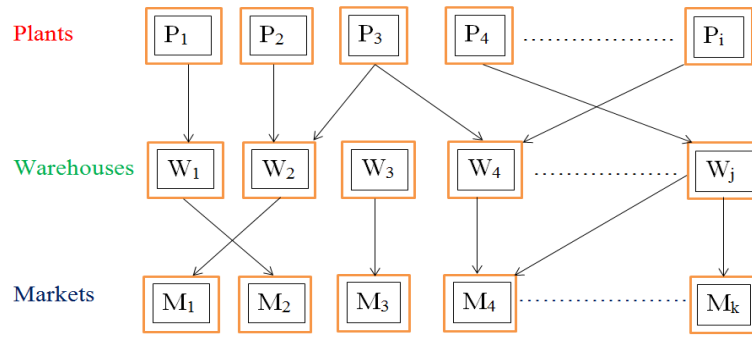 Plants P₁ P₂ P₃ P₄ Pᵢ
Warehouses W₁ W₂ W₃ W₄ Wⱼ
Markets M₁ M₂ M₃ M₄ Mₖ